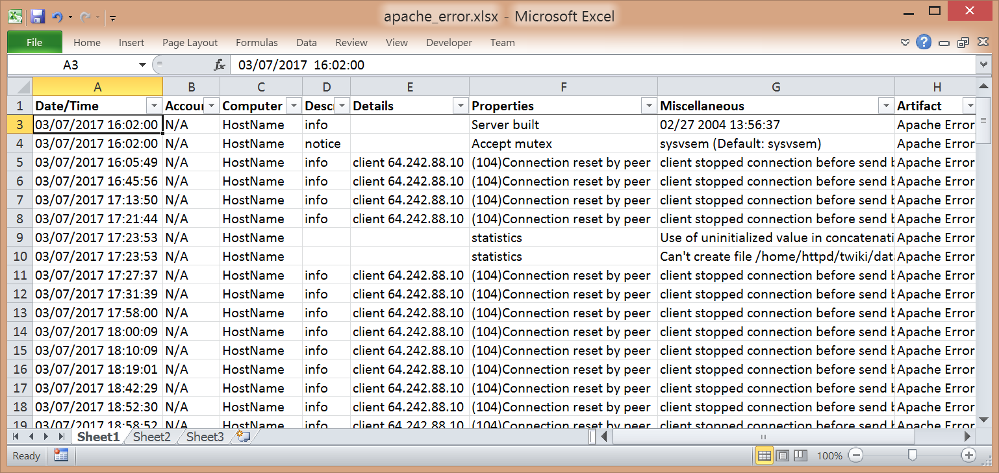 apache_error.xlsx - Microsoft Excel
File Home Insert Page Layout Formulas Data Review View Developer Team
A3 fx 03/07/2017 16:02:00
A B C D E F G H
1 Date/Time Accou Computer Desc Details Properties Miscellaneous Artifact
3 03/07/2017 16:02:00 N/A HostName info Server built 02/27 2004 13:56:37 Apache Error
4 03/07/2017 16:02:00 N/A HostName notice Accept mutex sysvsem (Default: sysvsem) Apache Error
5 03/07/2017 16:05:49 N/A HostName info client 64.242.88.10 (104)Connection reset by peer client stopped connection before send b Apache Error
6 03/07/2017 16:45:56 N/A HostName info client 64.242.88.10 (104)Connection reset by peer client stopped connection before send b Apache Error
7 03/07/2017 17:13:50 N/A HostName info client 64.242.88.10 (104)Connection reset by peer client stopped connection before send b Apache Error
8 03/07/2017 17:21:44 N/A HostName info client 64.242.88.10 (104)Connection reset by peer client stopped connection before send b Apache Error
9 03/07/2017 17:23:53 N/A HostName statistics Use of uninitialized value in concatenati Apache Error
10 03/07/2017 17:23:53 N/A HostName statistics Can't create file /home/httpd/twiki/data Apache Error
11 03/07/2017 17:27:37 N/A HostName info client 64.242.88.10 (104)Connection reset by peer client stopped connection before send b Apache Error
12 03/07/2017 17:31:39 N/A HostName info client 64.242.88.10 (104)Connection reset by peer client stopped connection before send b Apache Error
13 03/07/2017 17:58:00 N/A HostName info client 64.242.88.10 (104)Connection reset by peer client stopped connection before send b Apache Error
14 03/07/2017 18:00:09 N/A HostName info client 64.242.88.10 (104)Connection reset by peer client stopped connection before send b Apache Error
15 03/07/2017 18:10:09 N/A HostName info client 64.242.88.10 (104)Connection reset by peer client stopped connection before send b Apache Error
16 03/07/2017 18:19:01 N/A HostName info client 64.242.88.10 (104)Connection reset by peer client stopped connection before send b Apache Error
17 03/07/2017 18:42:29 N/A HostName info client 64.242.88.10 (104)Connection reset by peer client stopped connection before send b Apache Error
18 03/07/2017 18:52:30 N/A HostName info client 64.242.88.10 (104)Connection reset by peer client stopped connection before send b Apache Error
19 03/07/2017 18:58:52 N/A HostName info client 64.242.88.10 (104)Connection reset by peer client stopped connection before send b Apache Error
Sheet1 Sheet2 Sheet3
Ready 100%